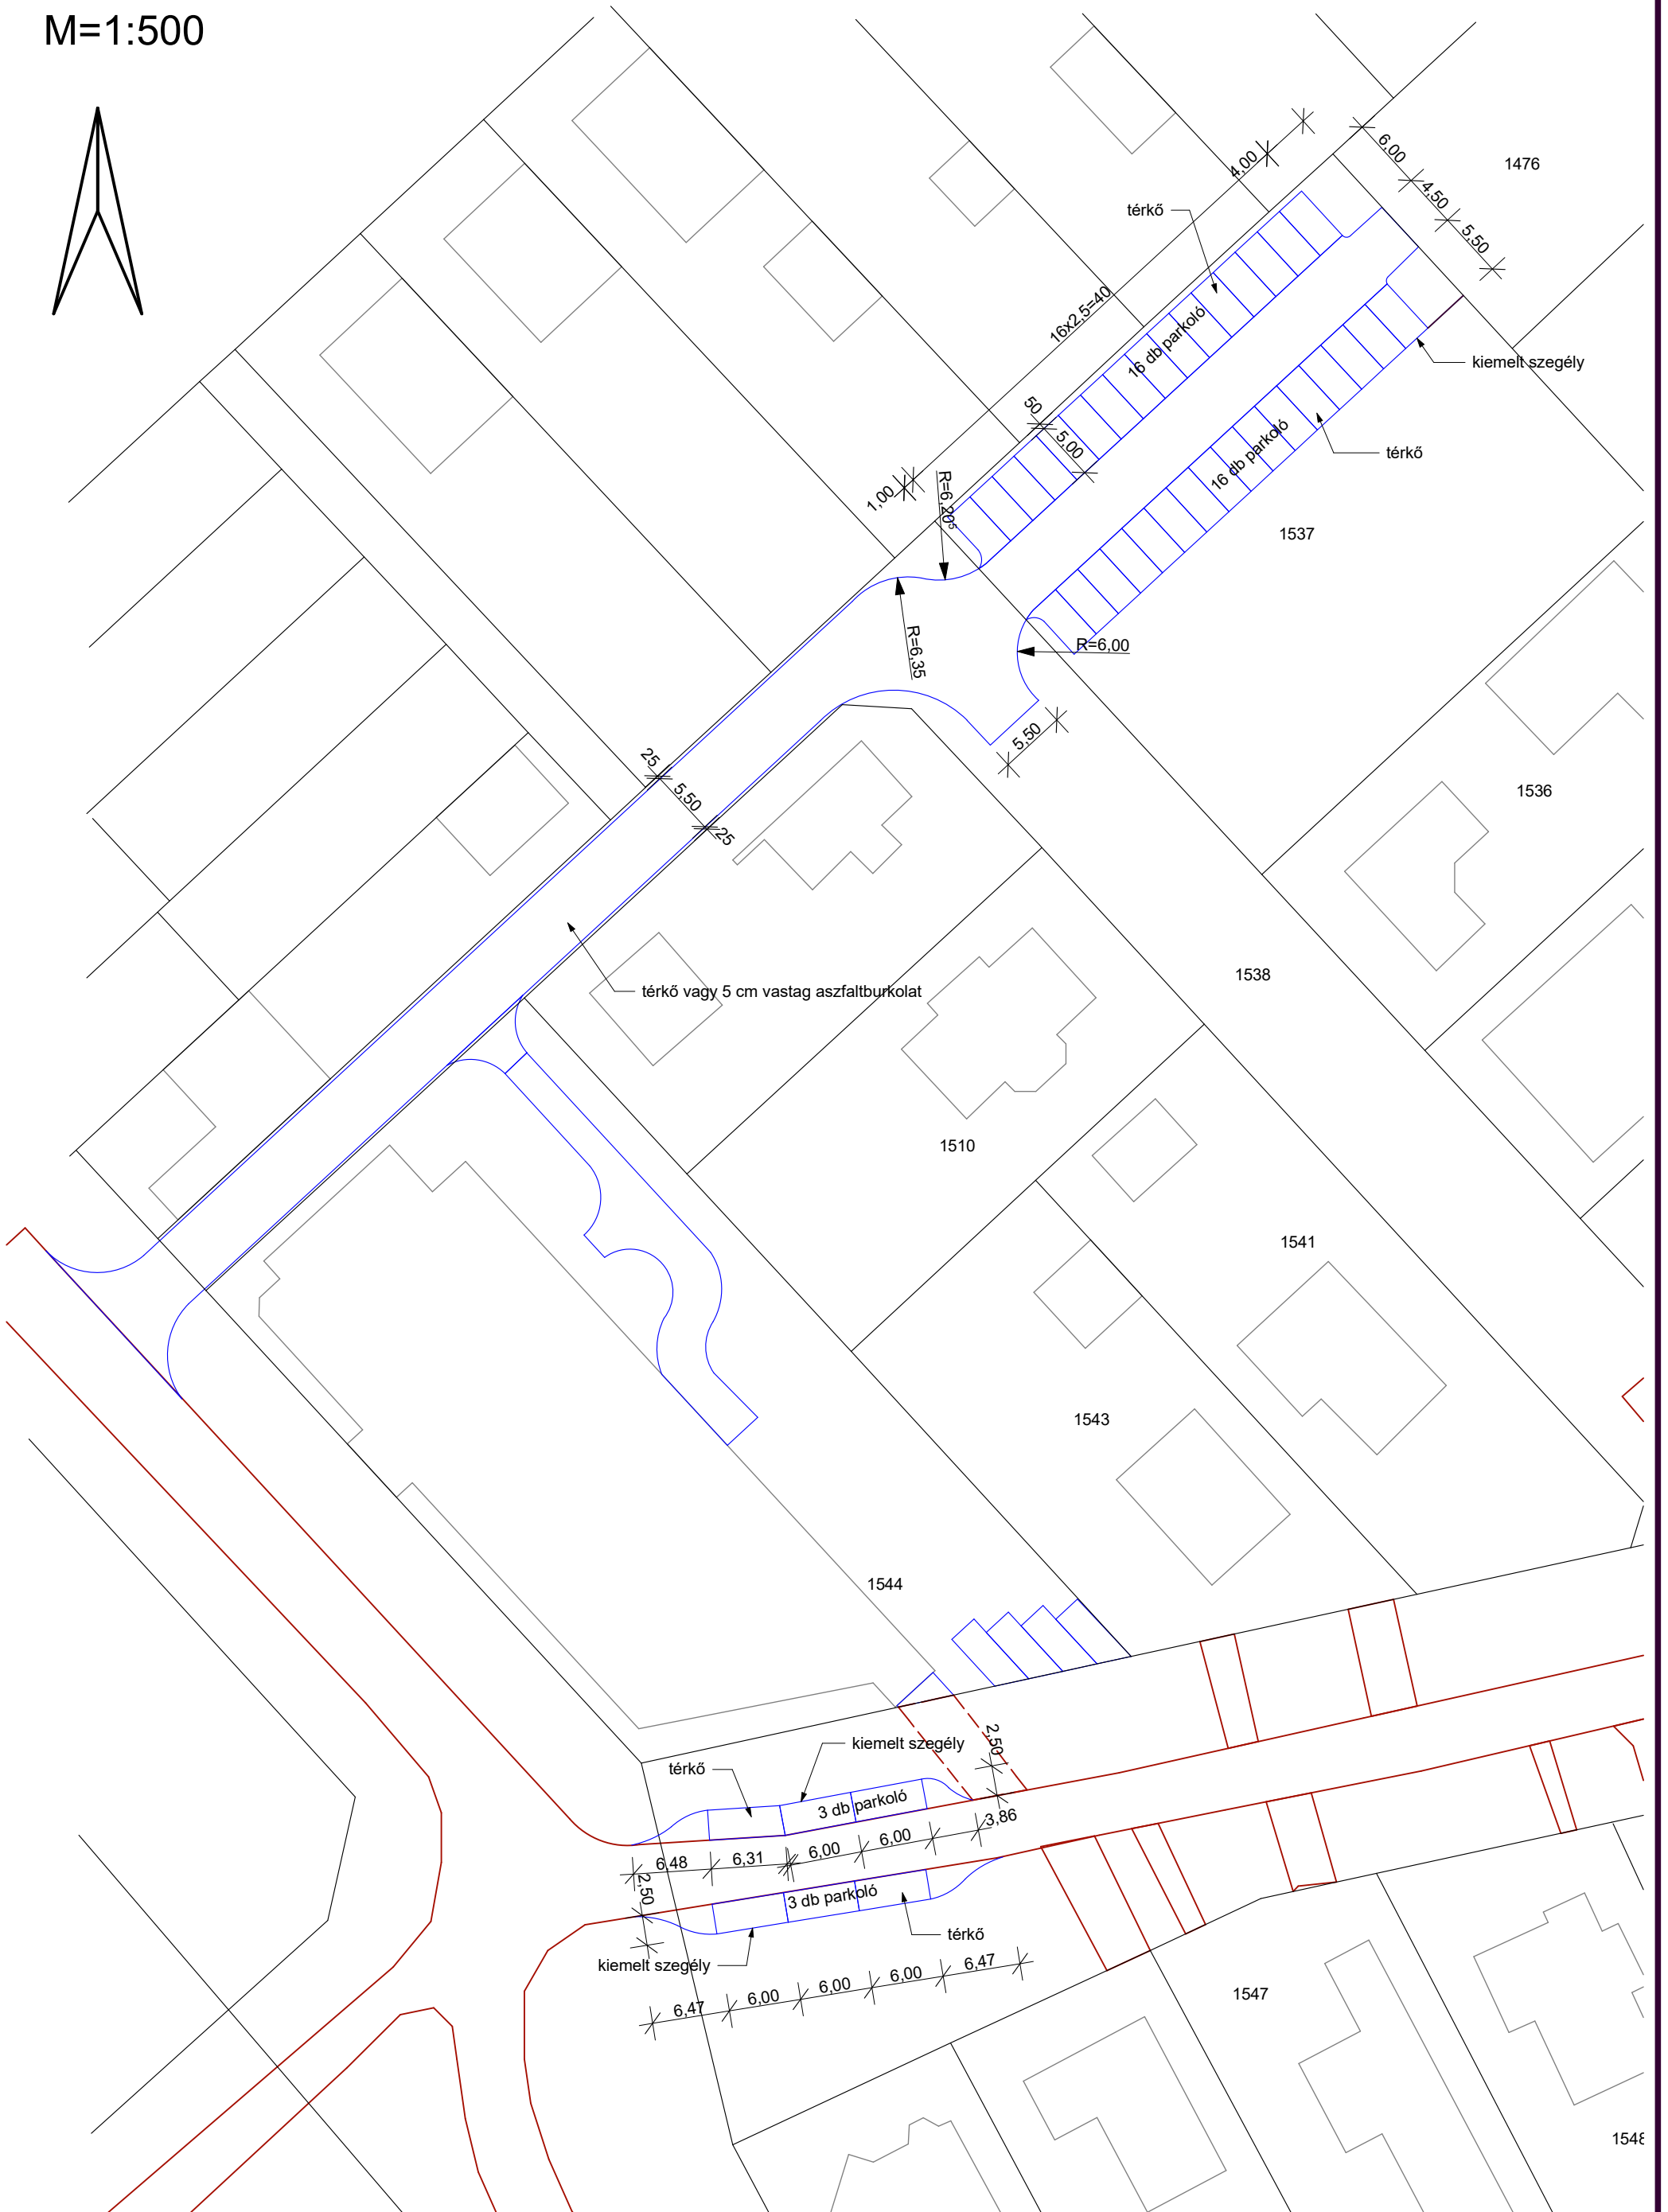 M=1:500
6,00
4,00
1476
4,50
térkő
5,50
16x2,5=40
16 db parkoló
kiemelt szegély
50
5,00
16 db parkoló
térkő
1,00
R=6,20⁵
1537
R=6,35
R=6,00
5,50
25
5,50
25
1536
1538
térkő vagy 5 cm vastag aszfaltburkolat
1510
1541
1543
1544
2,50
kiemelt szegély
térkő
3 db parkoló
3,86
6,00
6,00
6,31
6,48
2,50
3 db parkoló
térkő
kiemelt szegély
6,47
6,00
6,00
6,00
6,47
1547
1548